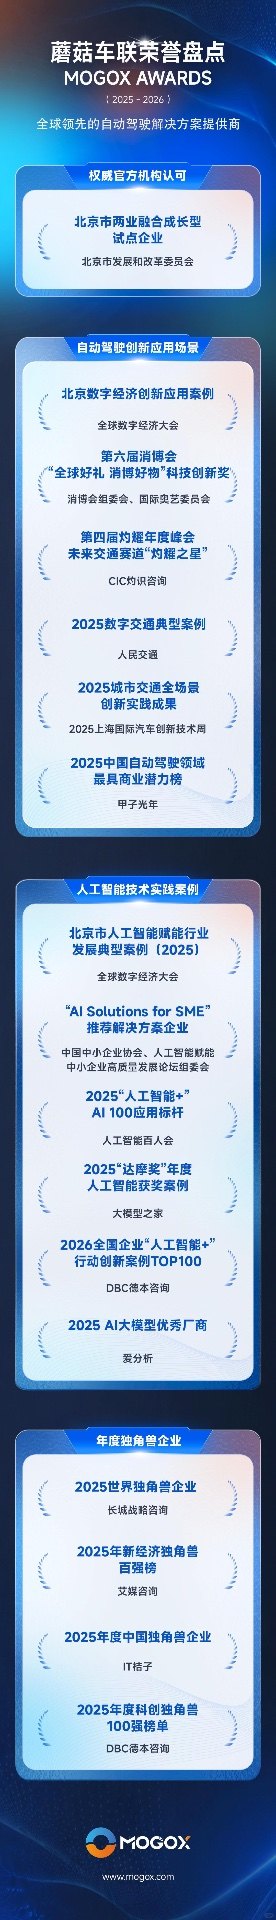 蘑菇车联荣誉盘点
MOGOX AWARDS
（2025 - 2026）
全球领先的自动驾驶解决方案提供商
权威官方机构认可
北京市两业融合成长型
试点企业
北京市发展和改革委员会
自动驾驶创新应用场景
北京数字经济创新应用案例
全球数字经济大会
第六届消博会
“全球好礼 消博好物”科技创新奖
消博会组委会、国际奥艺委员会
第四届灼耀年度峰会
未来交通赛道“灼耀之星”
CIC灼识咨询
2025数字交通典型案例
人民交通
2025城市交通全场景
创新实践成果
2025上海国际汽车创新技术周
2025中国自动驾驶领域
最具商业潜力榜
甲子光年
人工智能技术实践案例
北京市人工智能赋能行业
发展典型案例（2025）
全球数字经济大会
“AI Solutions for SME”
推荐解决方案企业
中国中小企业协会、人工智能赋能
中小企业高质量发展论坛组委会
2025“人工智能+”
AI 100应用标杆
人工智能百人会
2025“达摩奖”年度
人工智能获奖案例
大模型之家
2026全国企业“人工智能+”
行动创新案例TOP100
DBC德本咨询
2025 AI大模型优秀厂商
爱分析
年度独角兽企业
2025世界独角兽企业
长城战略咨询
2025年新经济独角兽
百强榜
艾媒咨询
2025年度中国独角兽企业
IT桔子
2025年度科创独角兽
100强榜单
DBC德本咨询
MOGOX
www.mogox.com